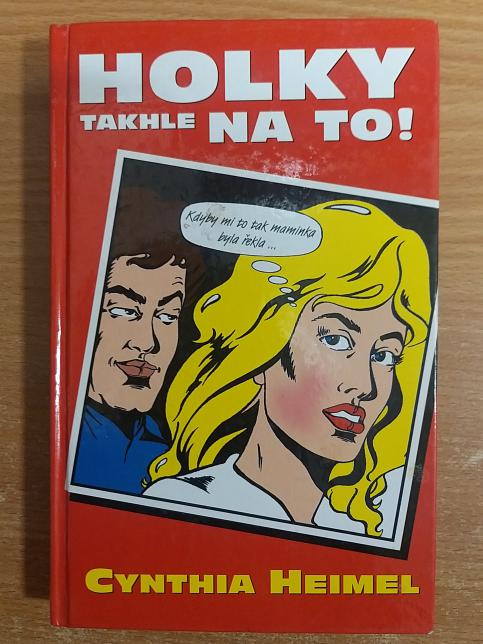 HOLKY
TAKHLE NA TO!
Kdyby mi to tak maminka
byla řekla ...
CYNTHIA HEIMEL